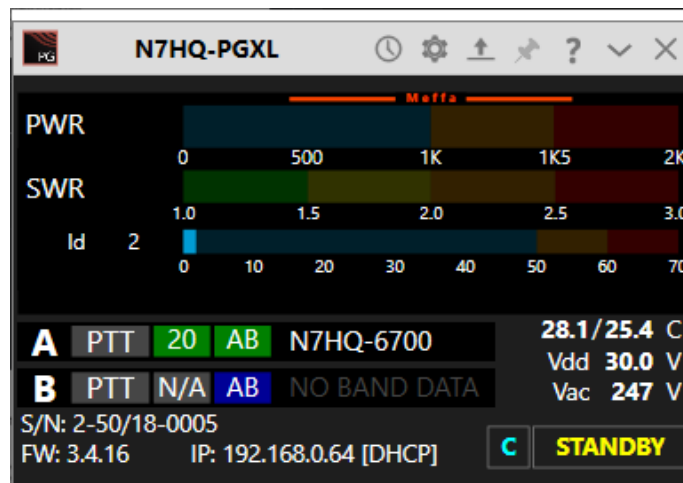 PG N7HQ-PGXL ?
Meffa
PWR
0 500 1K 1K5 2K
SWR
1.0 1.5 2.0 2.5 3.0
Id 2
0 10 20 30 40 50 60 70
A PTT 20 AB N7HQ-6700
B PTT N/A AB NO BAND DATA
28.1/25.4 C
Vdd 30.0 V
Vac 247 V
S/N: 2-50/18-0005
FW: 3.4.16 IP: 192.168.0.64 [DHCP]
C STANDBY